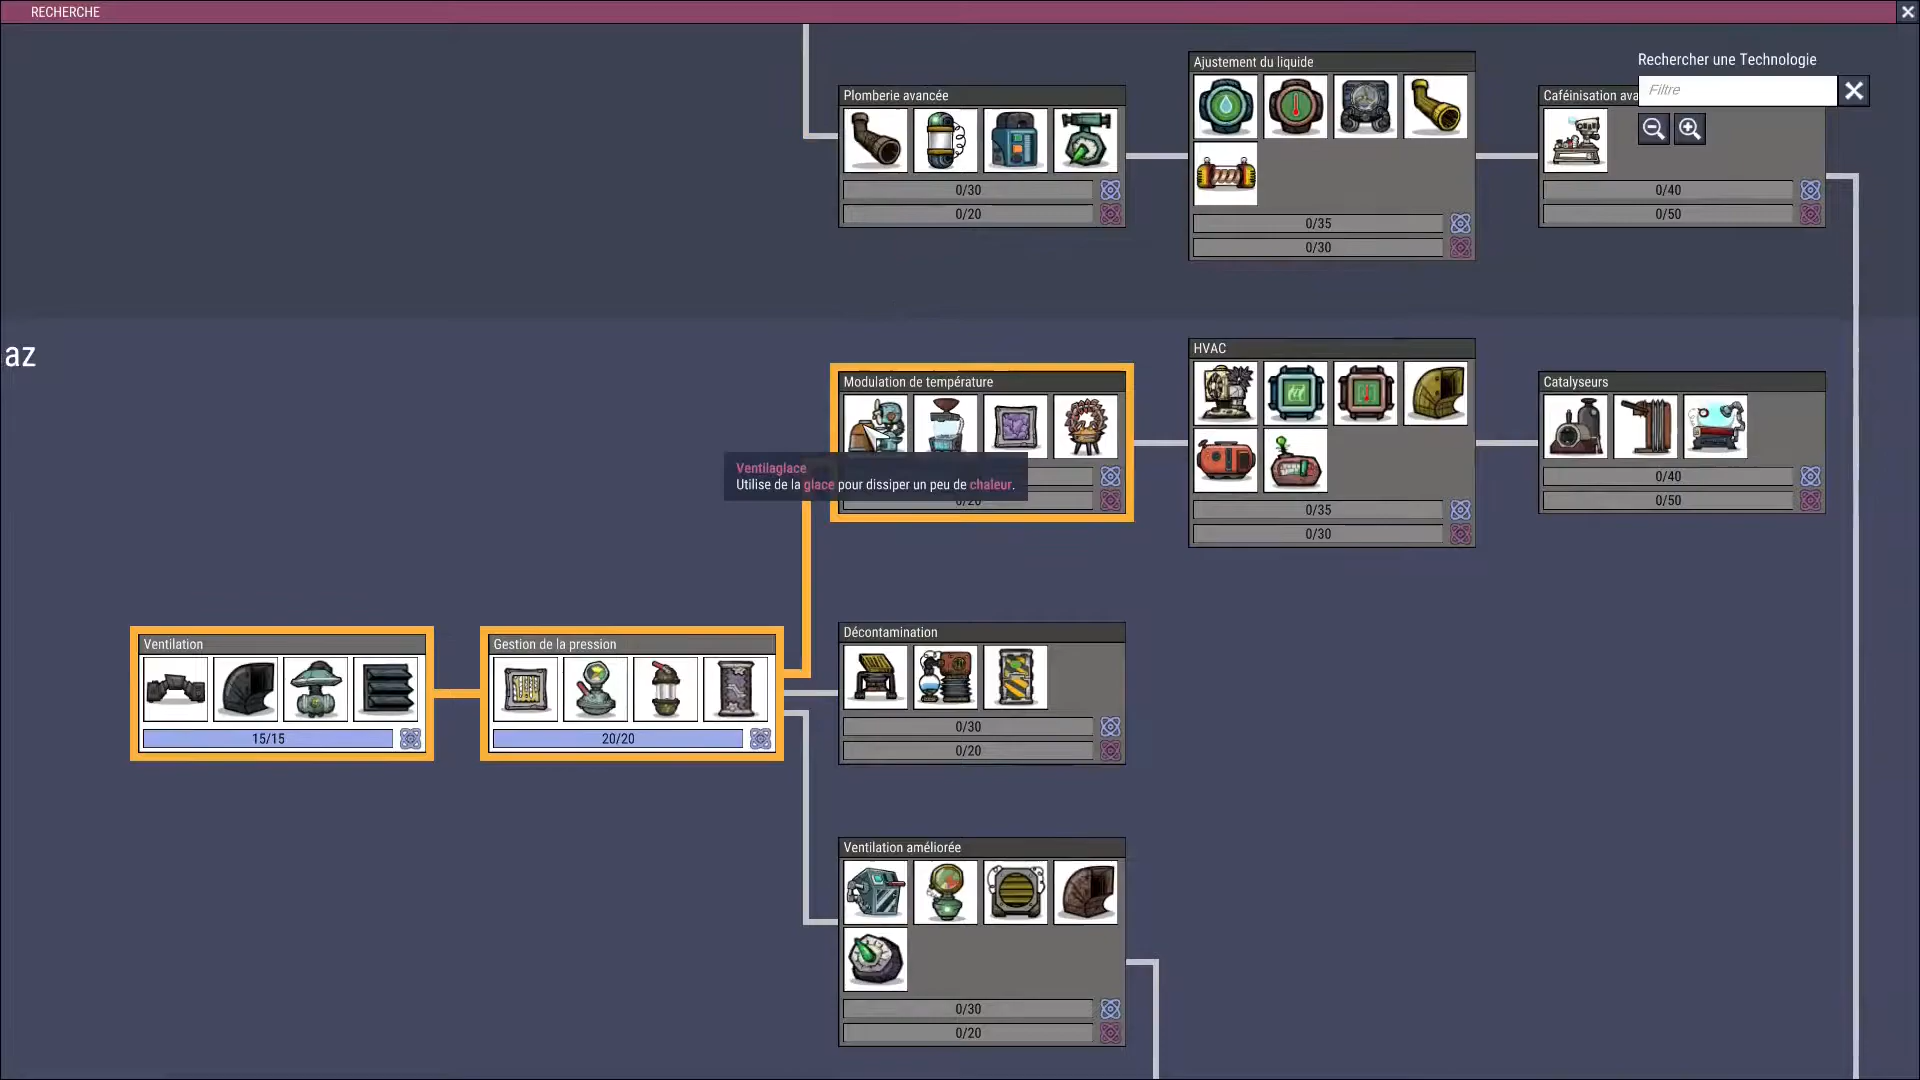 RECHERCHE
Rechercher une Technologie
Filtre
Ajustement du liquide
Plomberie avancée
Caféinisation ava
0/30
0/20
0/35
0/30
0/40
0/50
az
HVAC
Modulation de température
Catalyseurs
Ventilaglace
Utilise de la glace pour dissiper un peu de chaleur.
0/20
0/35
0/30
0/40
0/50
Ventilation
15/15
Gestion de la pression
20/20
Décontamination
0/30
0/20
Ventilation améliorée
0/30
0/20